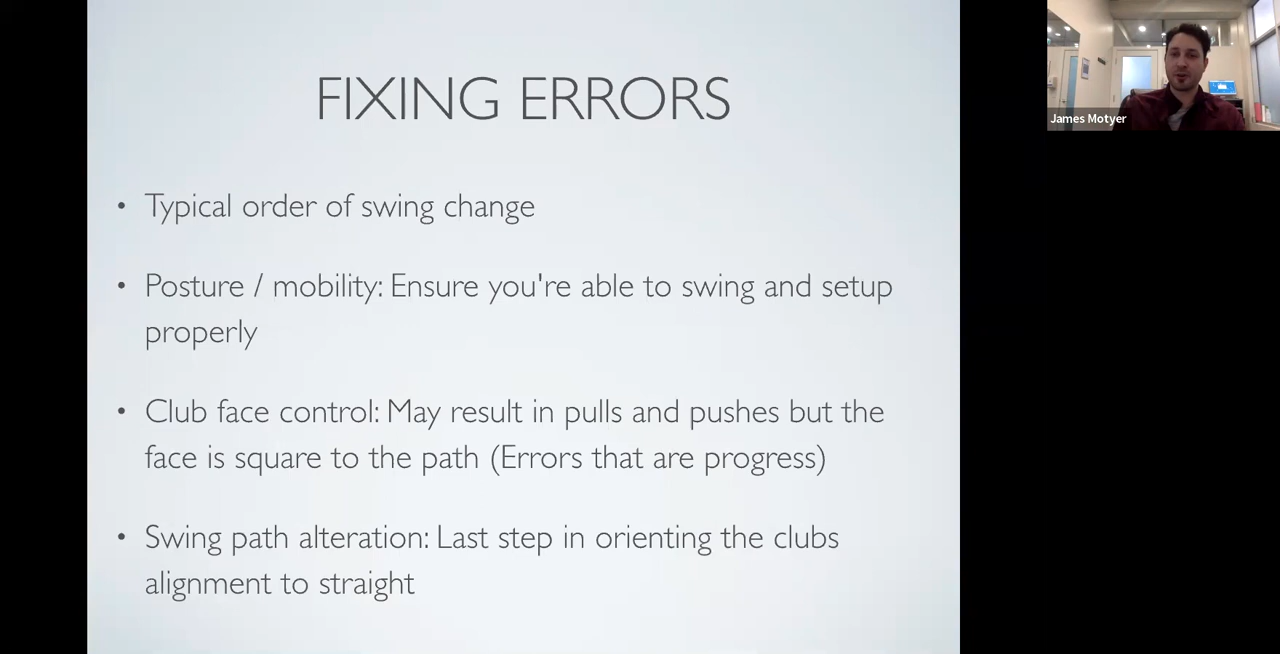 FIXING ERRORS
• Typical order of swing change
• Posture / mobility: Ensure you're able to swing and setup
properly
• Club face control: May result in pulls and pushes but the
face is square to the path (Errors that are progress)
• Swing path alteration: Last step in orienting the clubs
alignment to straight
James Motyer